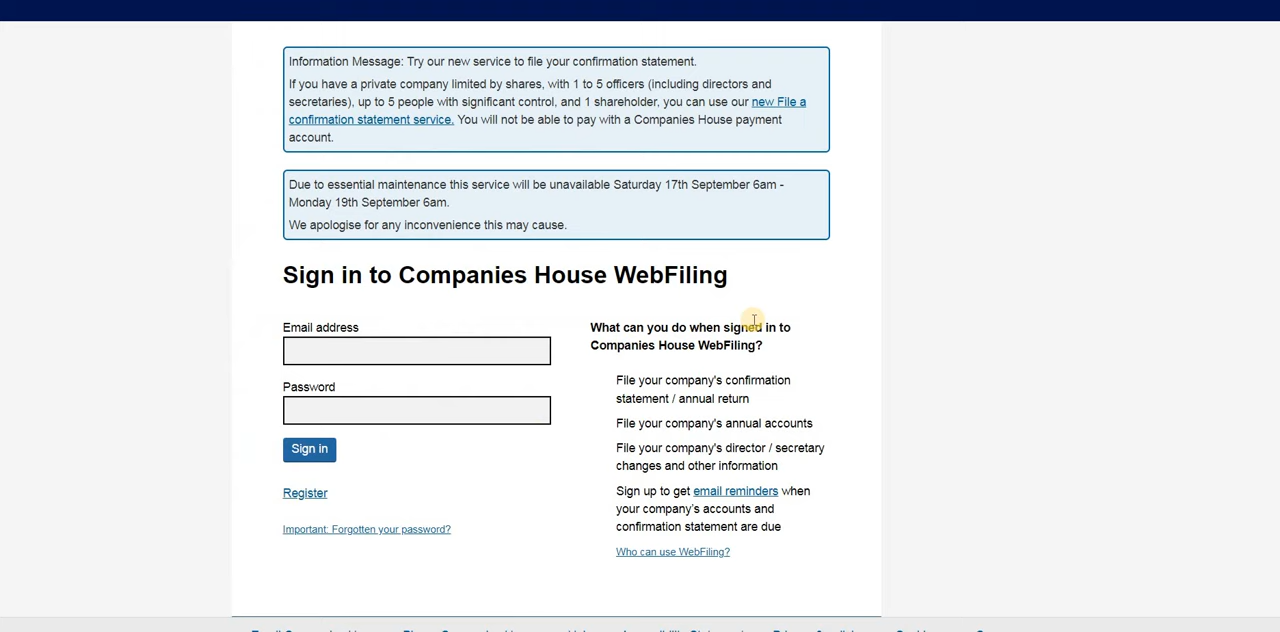 Information Message: Try our new service to file your confirmation statement.
If you have a private company limited by shares, with 1 to 5 officers (including directors and
secretaries), up to 5 people with significant control, and 1 shareholder, you can use our new File a
confirmation statement service. You will not be able to pay with a Companies House payment
account.
Due to essential maintenance this service will be unavailable Saturday 17th September 6am -
Monday 19th September 6am.
We apologise for any inconvenience this may cause.
Sign in to Companies House WebFiling
Email address
Password
Sign in
Register
Important: Forgotten your password?
What can you do when signed in to
Companies House WebFiling?
File your company's confirmation
statement / annual return
File your company's annual accounts
File your company's director / secretary
changes and other information
Sign up to get email reminders when
your company's accounts and
confirmation statement are due
Who can use WebFiling?